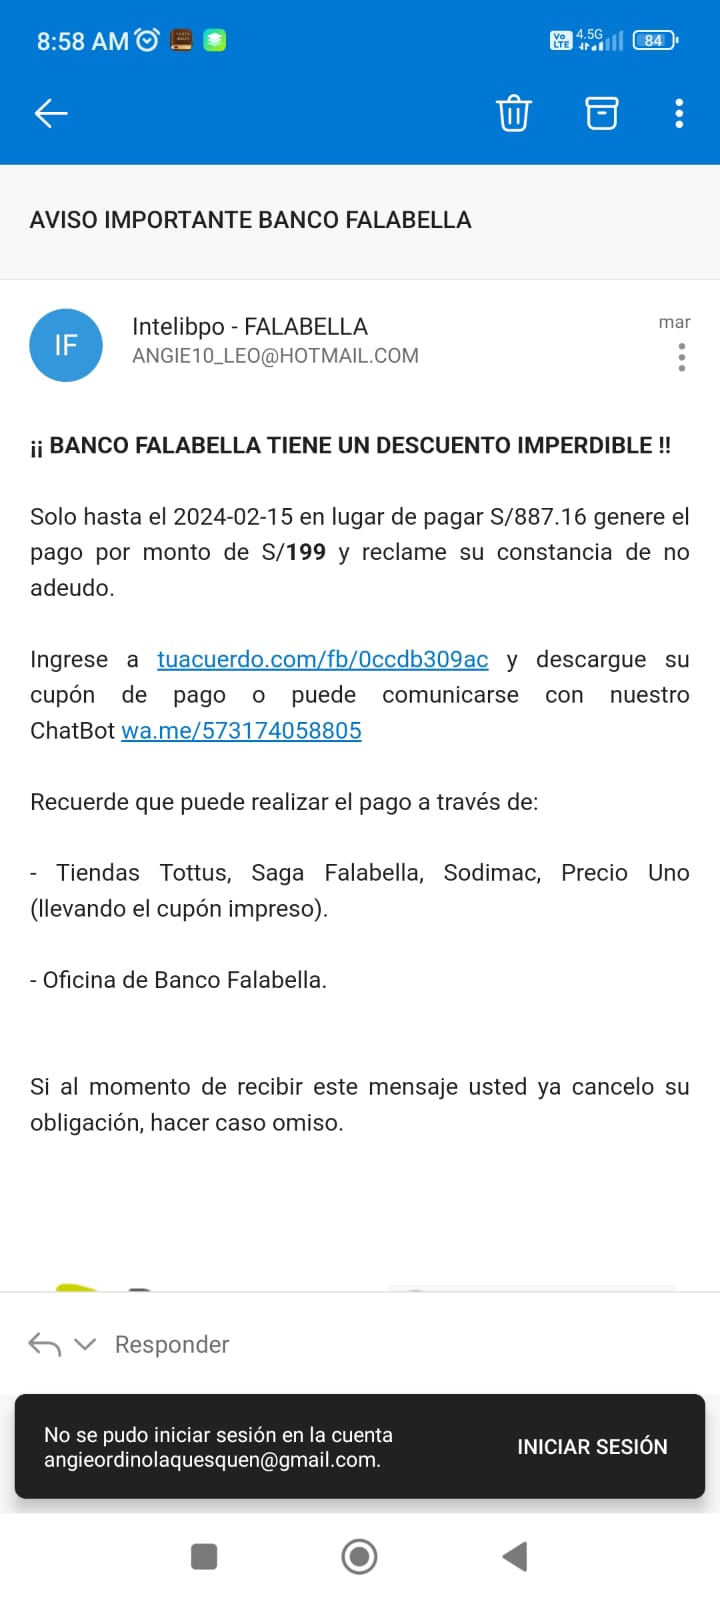 8:58 AM
Vo LTE 4.5G 84
AVISO IMPORTANTE BANCO FALABELLA
IF
Intelibpo - FALABELLA
mar
ANGIE10_LEO@HOTMAIL.COM
¡¡ BANCO FALABELLA TIENE UN DESCUENTO IMPERDIBLE !!
Solo hasta el 2024-02-15 en lugar de pagar S/887.16 genere el
pago por monto de S/199 y reclame su constancia de no
adeudo.
Ingrese a tuacuerdo.com/fb/0ccdb309ac y descargue su
cupón de pago o puede comunicarse con nuestro
ChatBot wa.me/573174058805
Recuerde que puede realizar el pago a través de:
- Tiendas Tottus, Saga Falabella, Sodimac, Precio Uno
(llevando el cupón impreso).
- Oficina de Banco Falabella.
Si al momento de recibir este mensaje usted ya cancelo su
obligación, hacer caso omiso.
Responder
No se pudo iniciar sesión en la cuenta
angieordinolaquesquen@gmail.com.
INICIAR SESIÓN